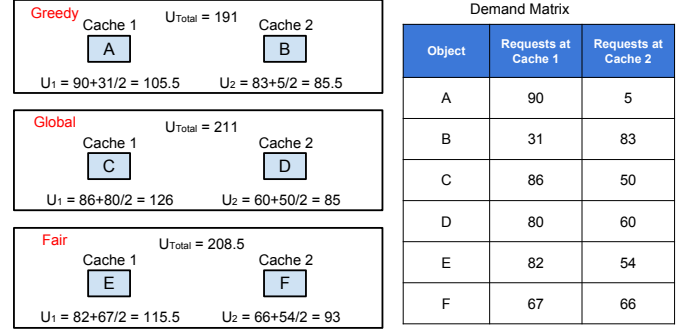 Greedy
UTotal = 191
Cache 1
Cache 2
A
B
U1 = 90+31/2 = 105.5
U2 = 83+5/2 = 85.5
Global
UTotal = 211
Cache 1
Cache 2
C
D
U1 = 86+80/2 = 126
U2 = 60+50/2 = 85
Fair
UTotal = 208.5
Cache 1
Cache 2
E
F
U1 = 82+67/2 = 115.5
U2 = 66+54/2 = 93
Demand Matrix
Object
Requests at
Cache 1
Requests at
Cache 2
A 90 5
B 31 83
C 86 50
D 80 60
E 82 54
F 67 66